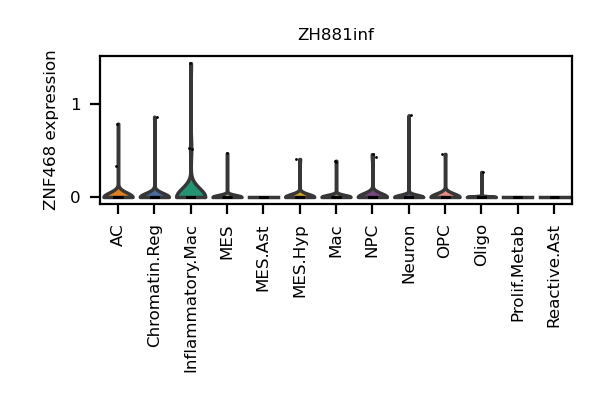 ZH881inf
ZNF468 expression
1
0
AC
Chromatin.Reg
Inflammatory.Mac
MES
MES.Ast
MES.Hyp
Mac
NPC
Neuron
OPC
Oligo
Prolif.Metab
Reactive.Ast